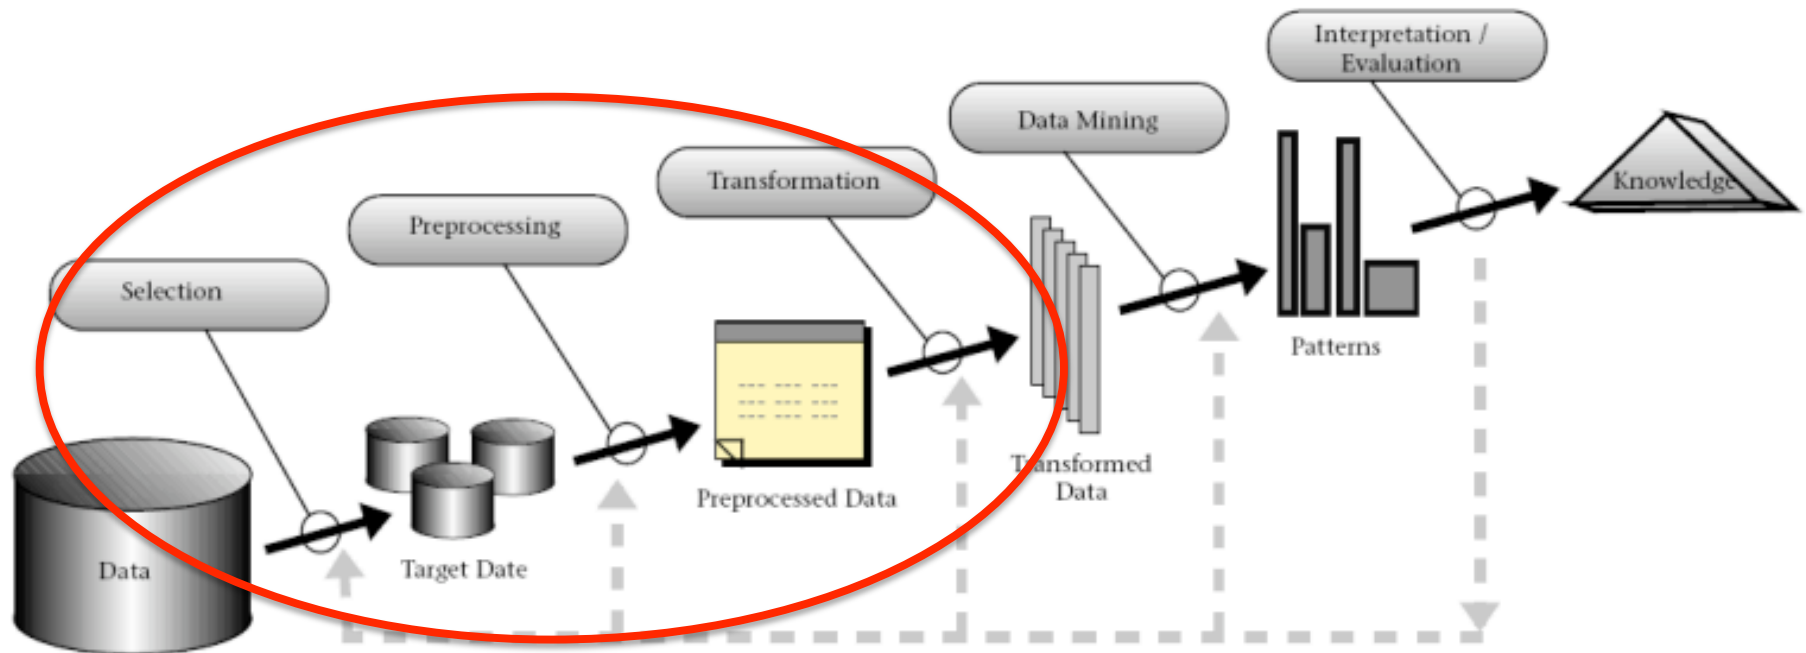 Interpretation /
Evaluation
Data Mining
Transformation
Knowledge
Preprocessing
Selection
Patterns
Transformed
Data
Preprocessed Data
Target Date
Data